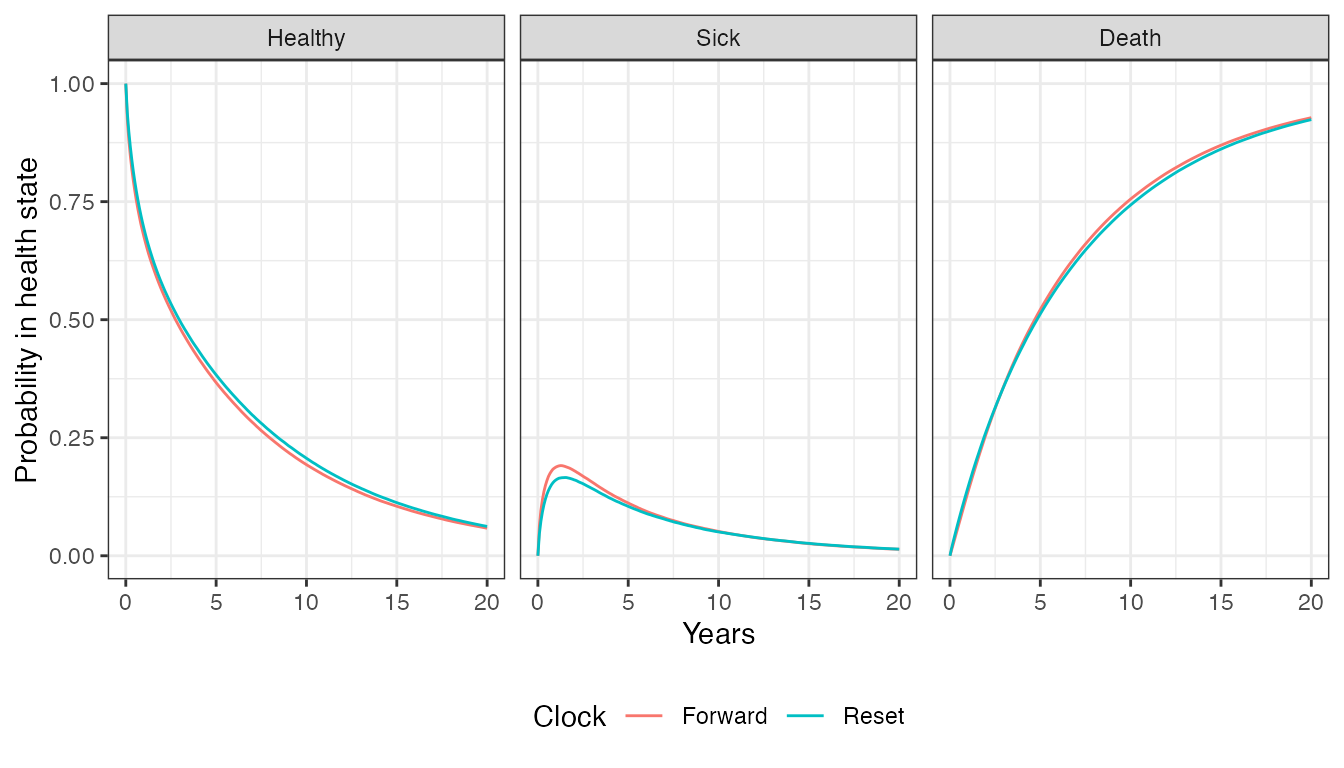 Healthy Sick Death
Probability in health state
1.00
0.75
0.50
0.25
0.00
0 5 10 15 20 0 5 10 15 20 0 5 10 15 20
Years
Clock Forward Reset